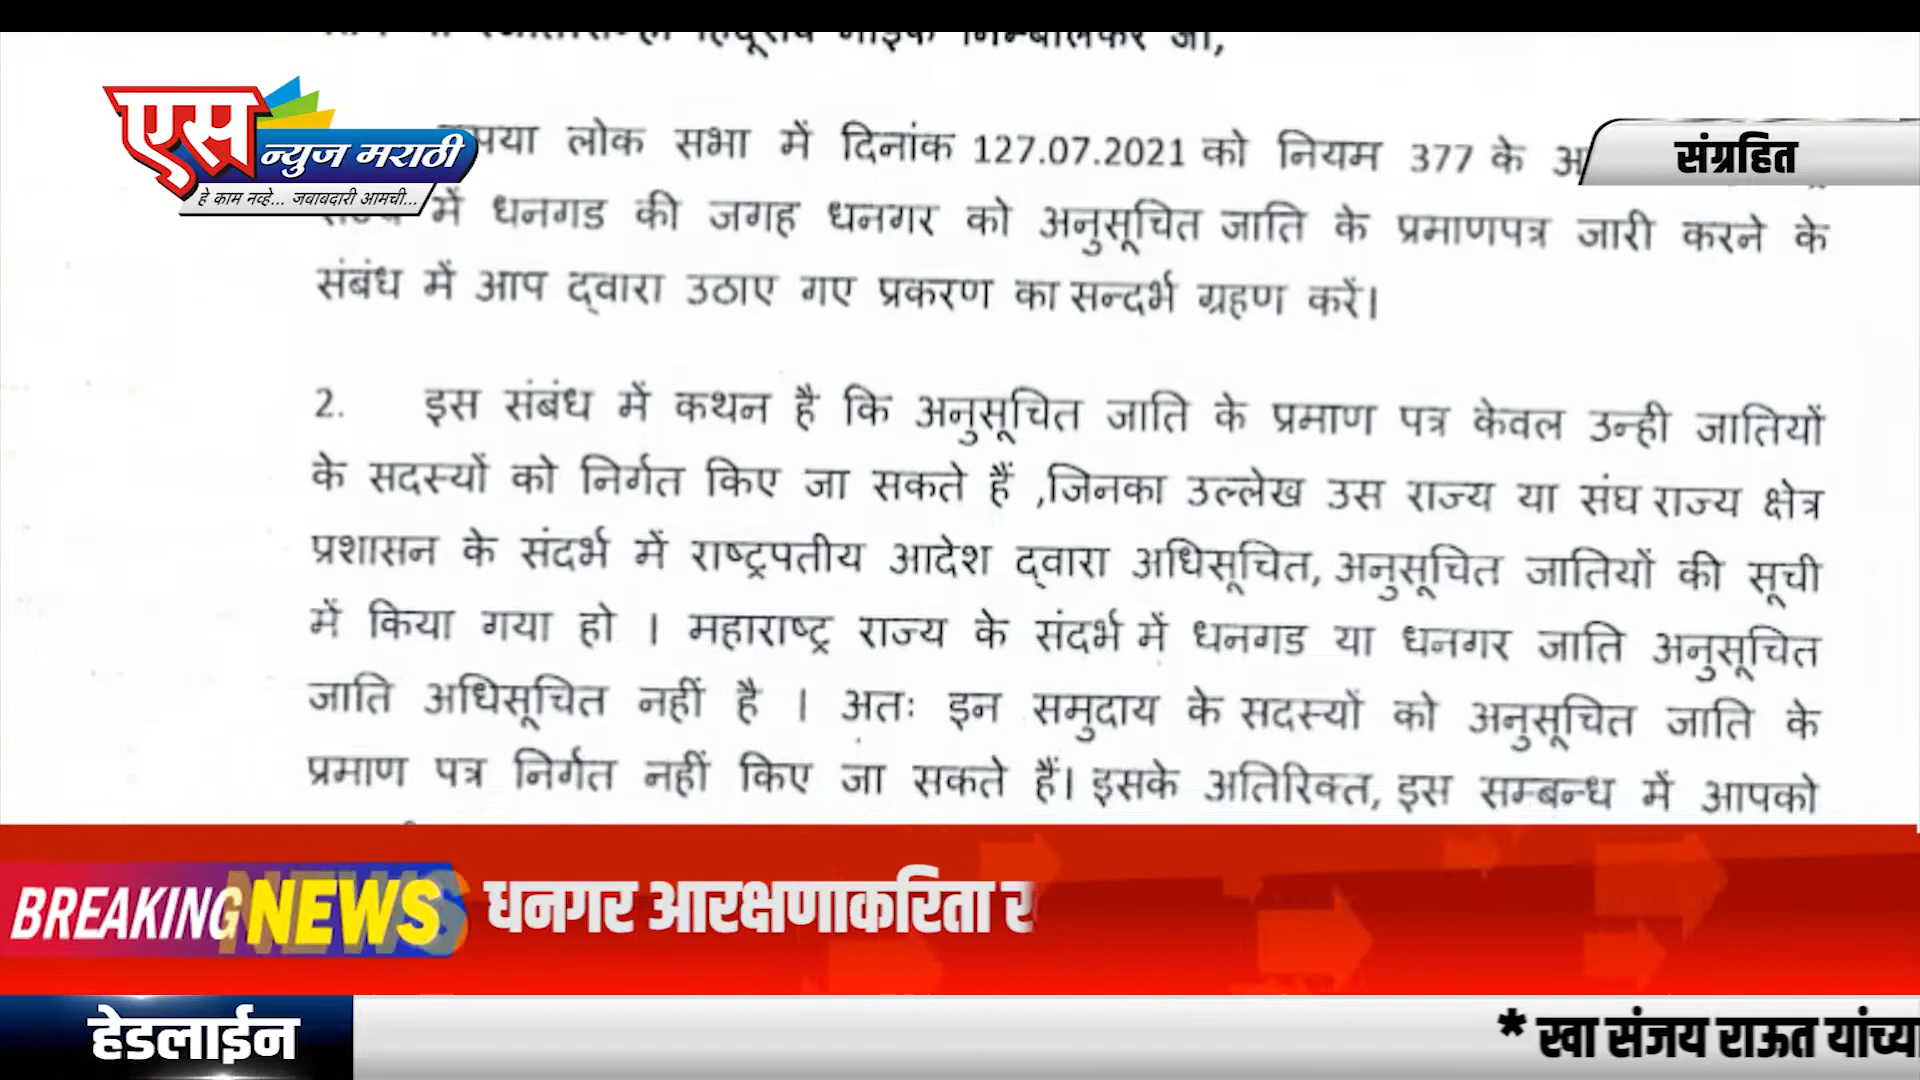 एस
न्यूज मराठी
हे काम नव्हे... जवाबदारी आमची...
संग्रहित
लोक सभा में दिनांक 127.07.2021 को नियम 377 के
में धनगड की जगह धनगर को अनुसूचित जाति के प्रमाणपत्र जारी करने के
संबंध में आप द्वारा उठाए गए प्रकरण का सन्दर्भ ग्रहण करें।
2. इस संबंध में कथन है कि अनुसूचित जाति के प्रमाण पत्र केवल उन्ही जातियों
के सदस्यों को निर्गत किए जा सकते हैं ,जिनका उल्लेख उस राज्य या संघ राज्य क्षेत्र
प्रशासन के संदर्भ में राष्ट्रपतीय आदेश द्वारा अधिसूचित, अनुसूचित जातियों की सूची
में किया गया हो । महाराष्ट्र राज्य के संदर्भ में धनगड या धनगर जाति अनुसूचित
जाति अधिसूचित नहीं है । अतः इन समुदाय के सदस्यों को अनुसूचित जाति के
प्रमाण पत्र निर्गत नहीं किए जा सकते हैं। इसके अतिरिक्त, इस सम्बन्ध में आपको
BREAKING NEWS धनगर आरक्षणाकरिता
हेडलाईन * खा संजय राऊत यांच्या